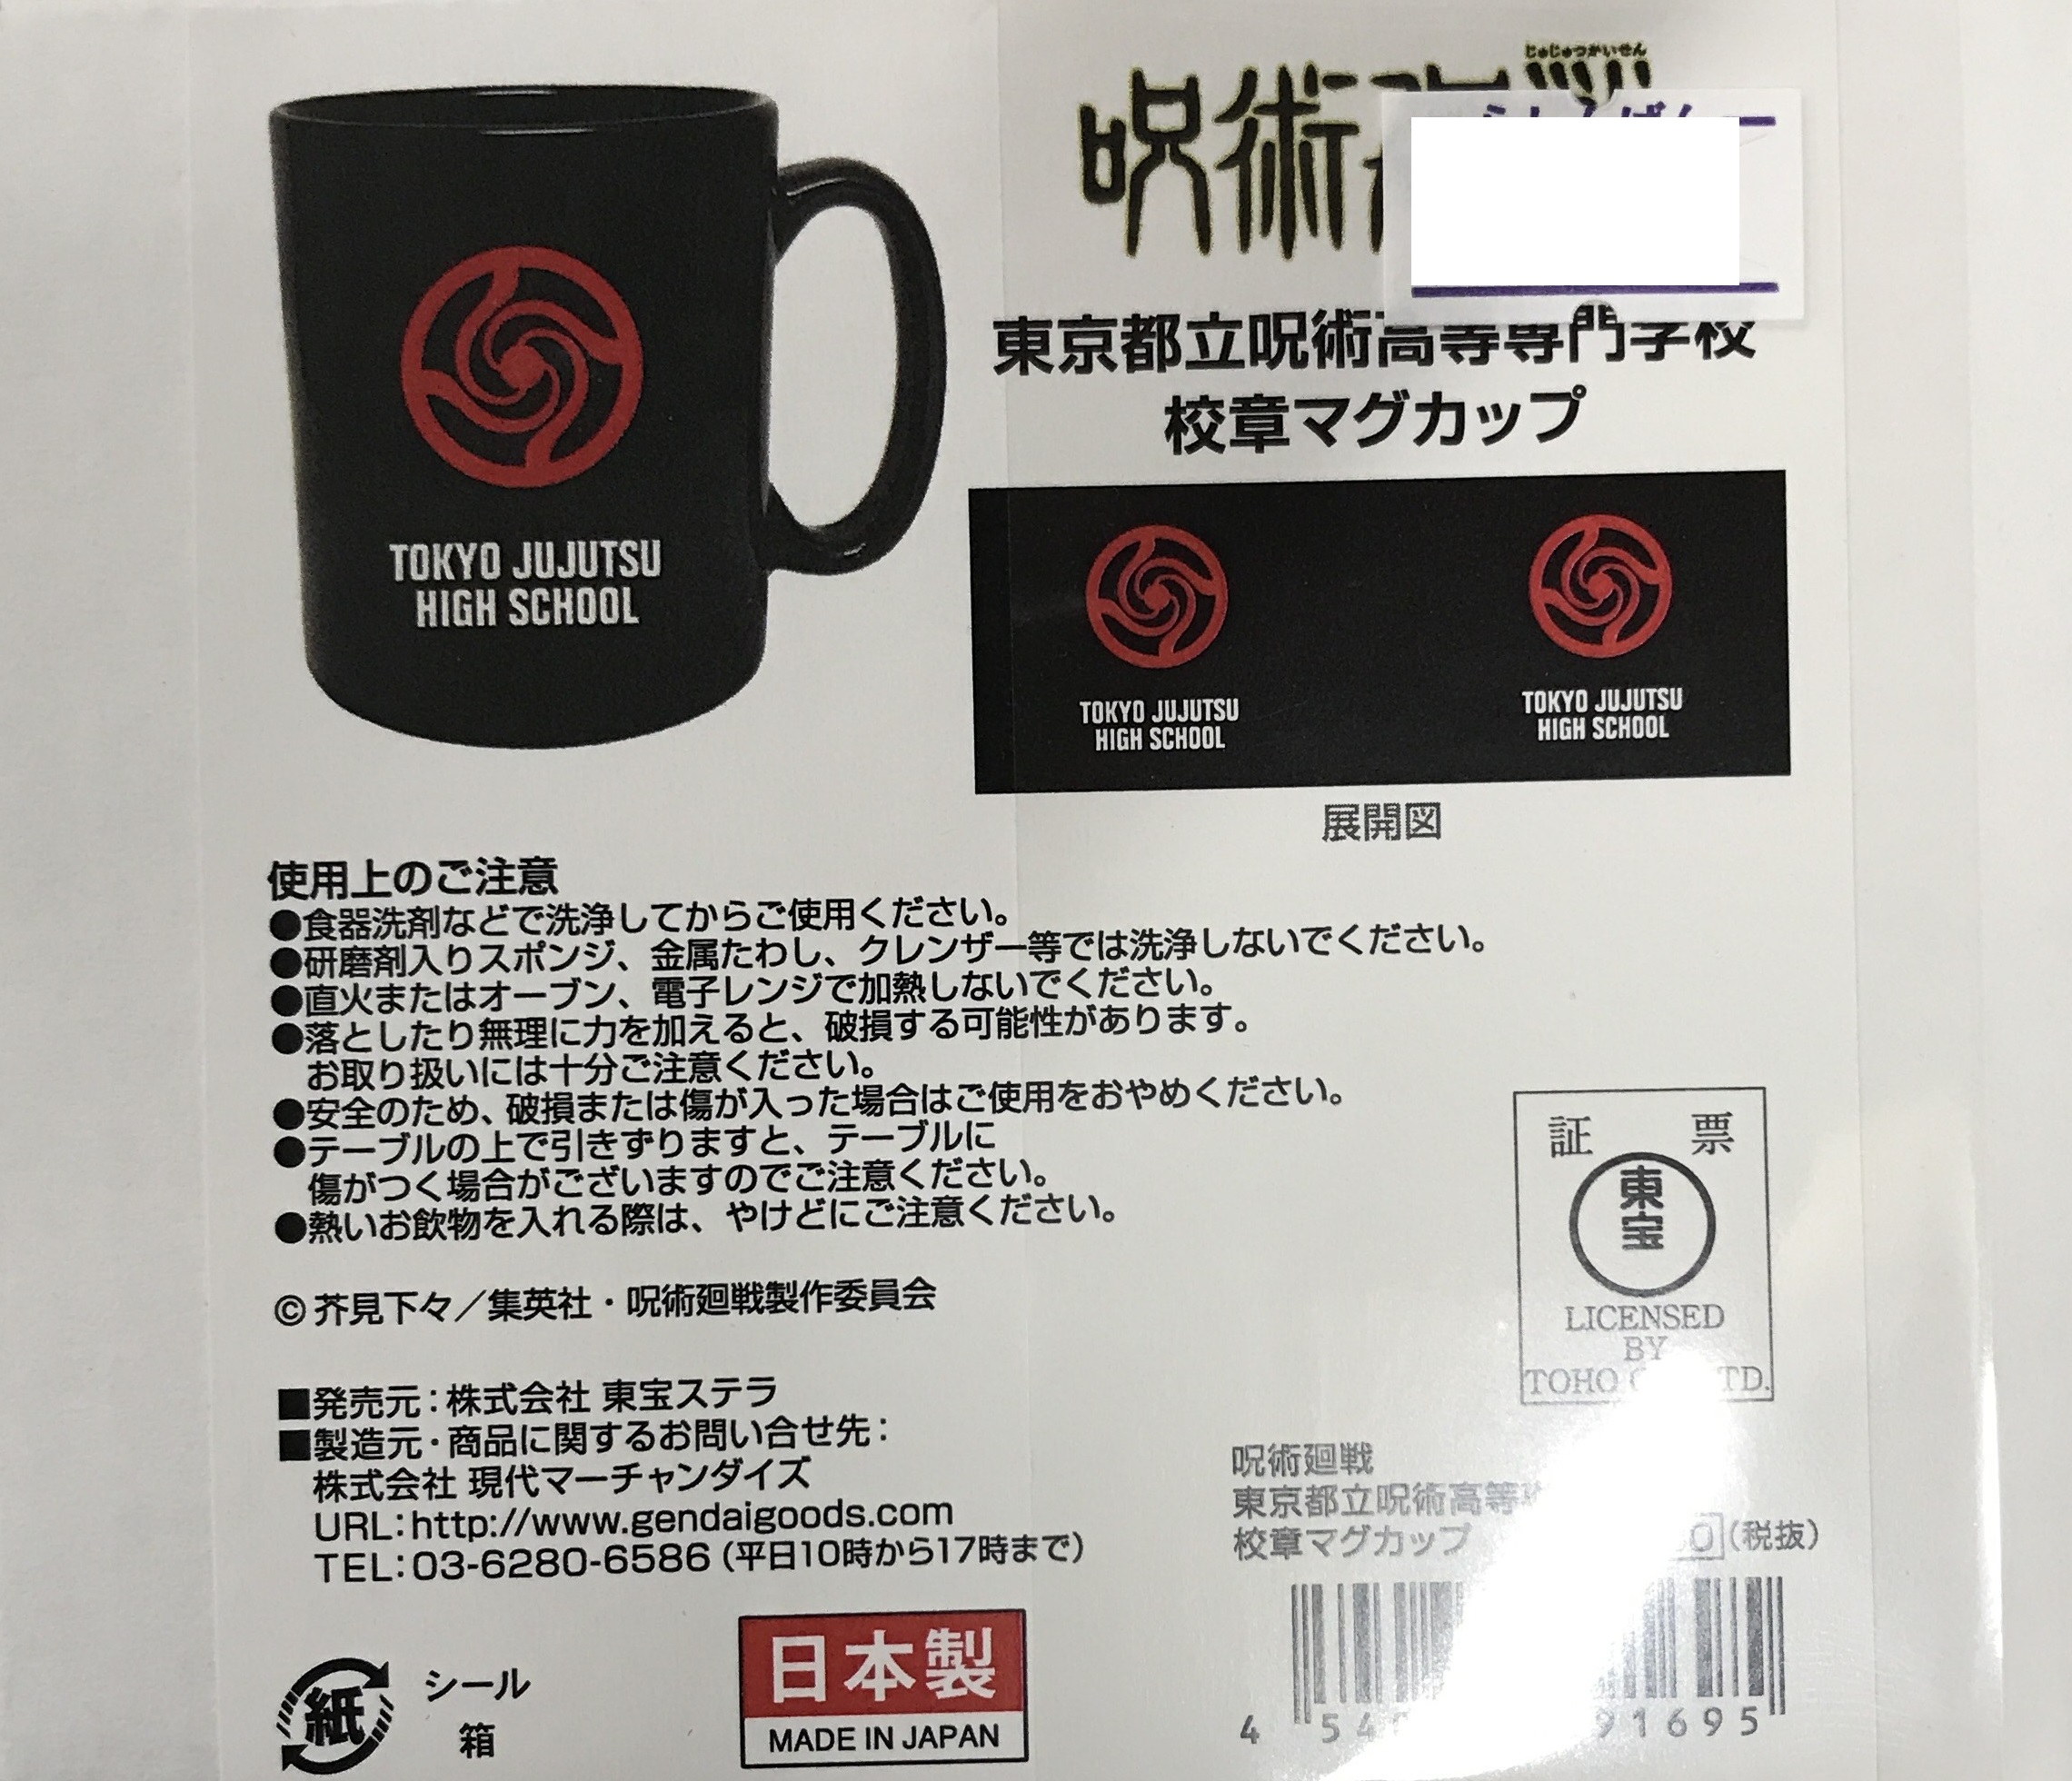 TOKYO JUJUTSU
HIGH SCHOOL
じゅじゅつかいせん
呪術
東京都立呪術高等専門学校
校章マグカップ
TOKYO JUJUTSU
HIGH SCHOOL
TOKYO JUJUTSU
HIGH SCHOOL
展開図
使用上のご注意
●食器洗剤などで洗浄してからご使用ください。
●研磨剤入りスポンジ、金属たわし、クレンザー等では洗浄しないでください。
●直火またはオーブン、電子レンジで加熱しないでください。
●落としたり無理に力を加えると、破損する可能性があります。
お取り扱いには十分ご注意ください。
●安全のため、破損または傷が入った場合はご使用をおやめください。
●テーブルの上で引きずりますと、テーブルに
傷がつく場合がございますのでご注意ください。
●熱いお飲物を入れる際は、やけどにご注意ください。
©芥見下々／集英社・呪術廻戦製作委員会
■発売元：株式会社 東宝ステラ
■製造元・商品に関するお問い合せ先：
株式会社 現代マーチャンダイズ
URL：http://www.gendaigoods.com
TEL：03-6280-6586（平日10時から17時まで）
紙
シール
箱
日本製
MADE IN JAPAN
証 票
東宝
LICENSED
BY
TOHO TD.
呪術廻戦
東京都立呪術高等
校章マグカップ
（税抜）
4 54 91695